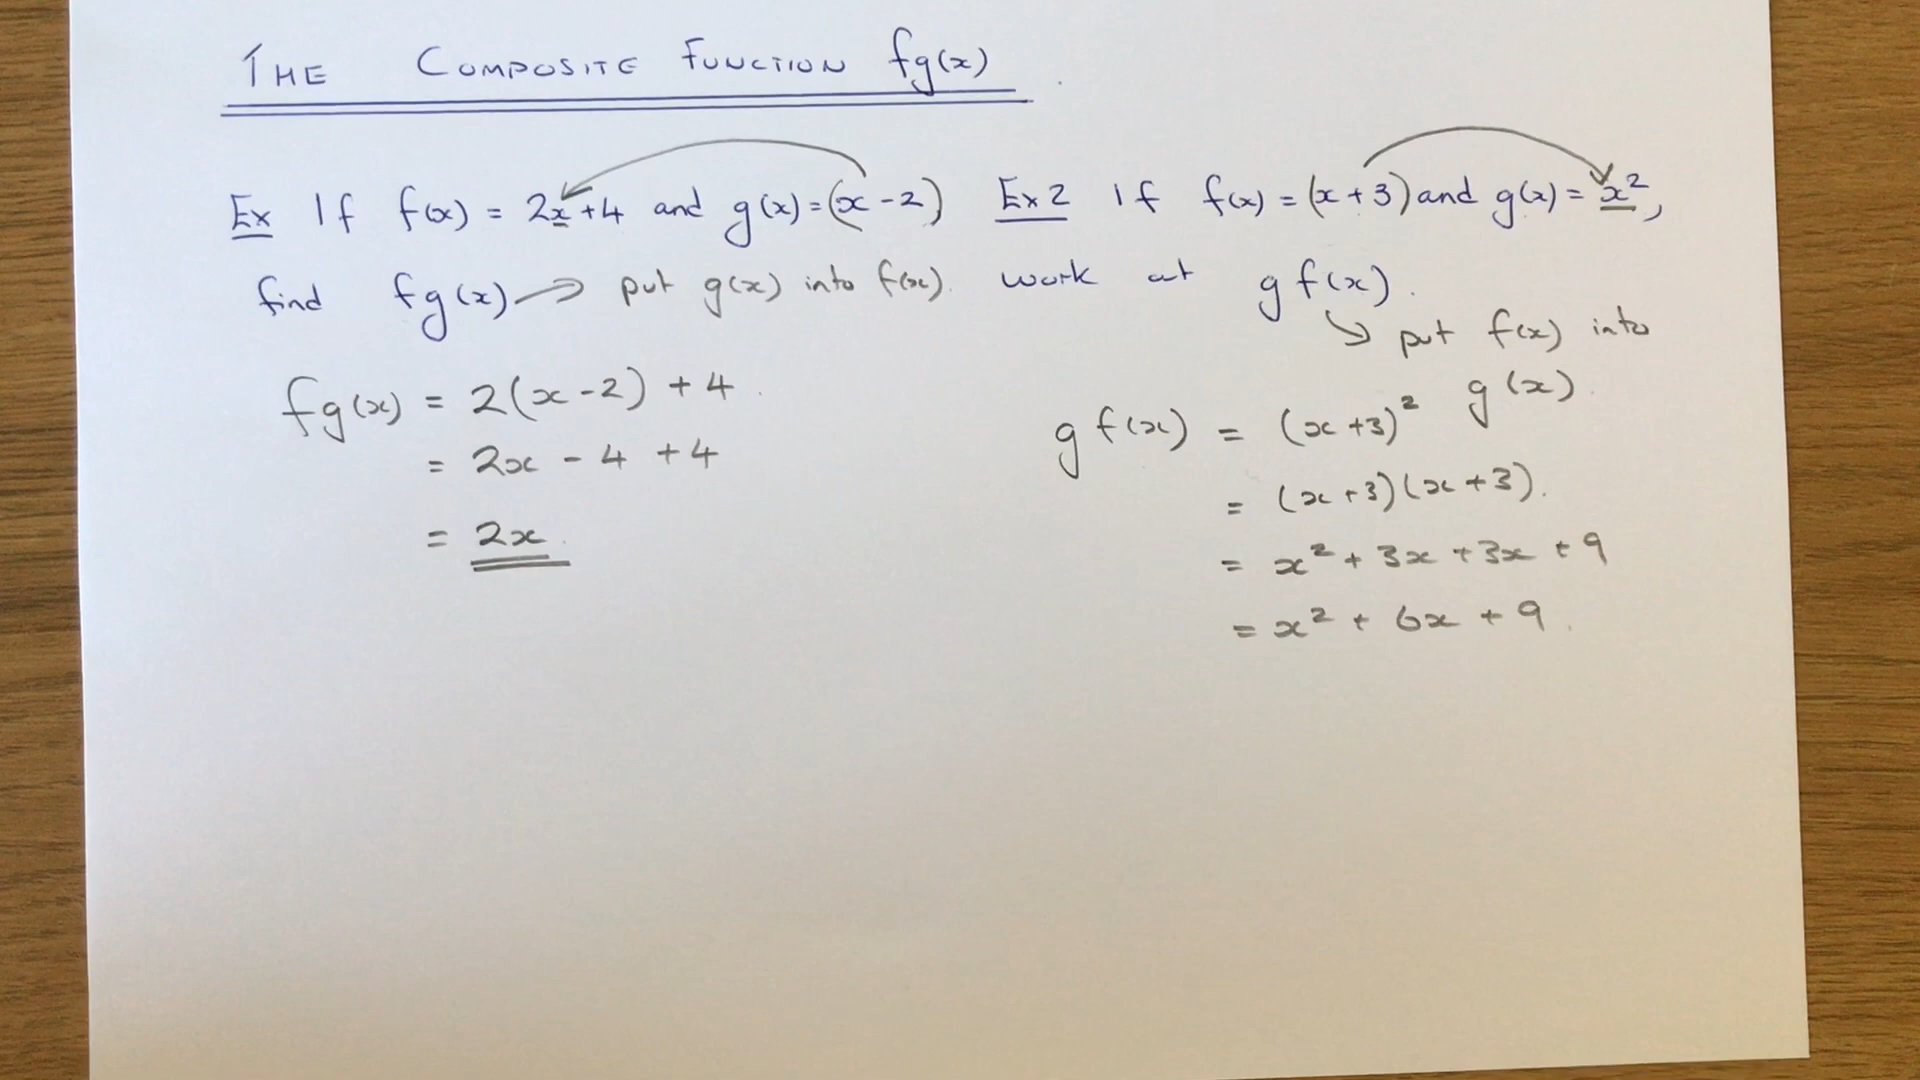 THE COMPOSITE FUNCTION fg(x)
Ex If f(x) = 2x+4 and g(x)=(x-2)
find fg(x) → put g(x) into f(x).
fg(x) = 2(x-2) + 4
= 2x - 4 + 4
= 2x
Ex2 If f(x) = (x+3) and g(x) = x²,
work out gf(x).
↘ put f(x) into
g(x)
gf(x) = (x+3)²
= (x+3)(x+3).
= x² + 3x + 3x + 9
= x² + 6x + 9.